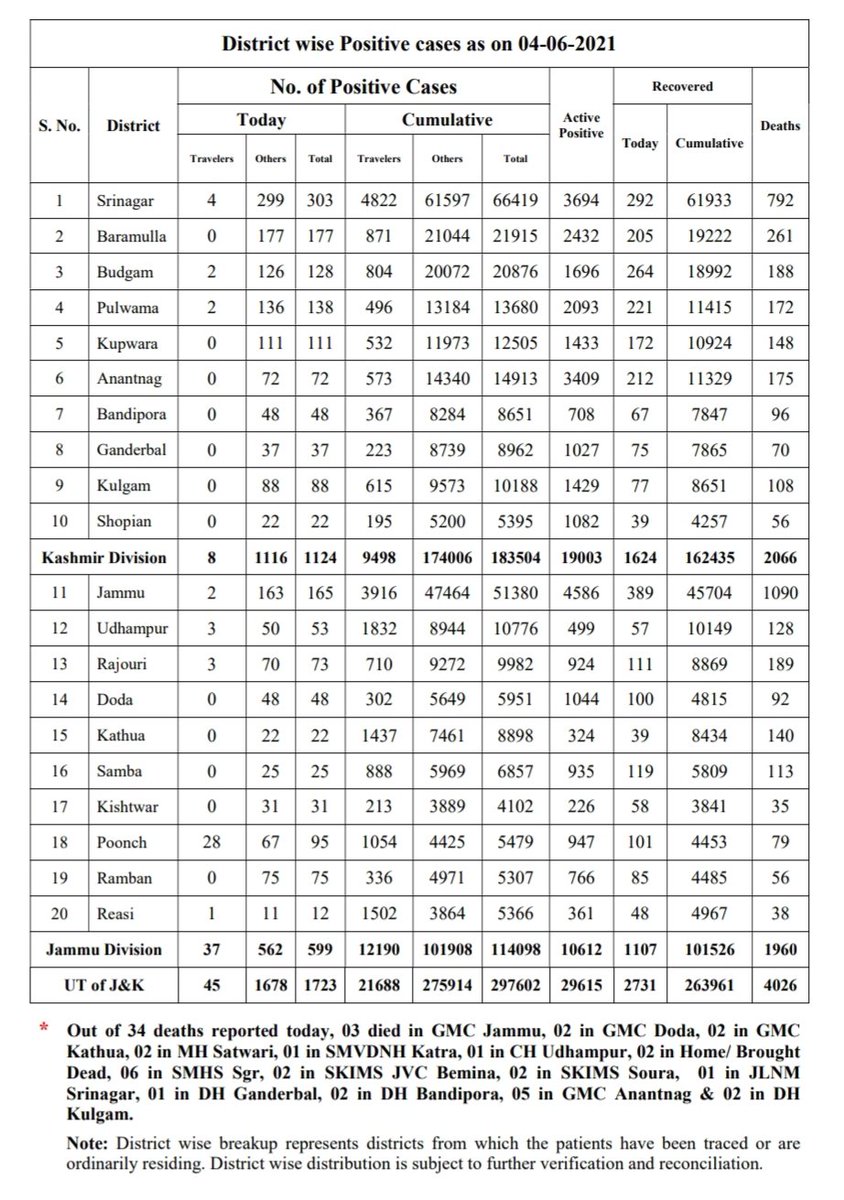 District wise Positive cases as on 04-06-2021
S. No. District No. of Positive Cases Active Positive Recovered Deaths
Today Cumulative Today Cumulative
Travelers Others Total Travelers Others Total
1 Srinagar 4 299 303 4822 61597 66419 3694 292 61933 792
2 Baramulla 0 177 177 871 21044 21915 2432 205 19222 261
3 Budgam 2 126 128 804 20072 20876 1696 264 18992 188
4 Pulwama 2 136 138 496 13184 13680 2093 221 11415 172
5 Kupwara 0 111 111 532 11973 12505 1433 172 10924 148
6 Anantnag 0 72 72 573 14340 14913 3409 212 11329 175
7 Bandipora 0 48 48 367 8284 8651 708 67 7847 96
8 Ganderbal 0 37 37 223 8739 8962 1027 75 7865 70
9 Kulgam 0 88 88 615 9573 10188 1429 77 8651 108
10 Shopian 0 22 22 195 5200 5395 1082 39 4257 56
Kashmir Division 8 1116 1124 9498 174006 183504 19003 1624 162435 2066
11 Jammu 2 163 165 3916 47464 51380 4586 389 45704 1090
12 Udhampur 3 50 53 1832 8944 10776 499 57 10149 128
13 Rajouri 3 70 73 710 9272 9982 924 111 8869 189
14 Doda 0 48 48 302 5649 5951 1044 100 4815 92
15 Kathua 0 22 22 1437 7461 8898 324 39 8434 140
16 Samba 0 25 25 888 5969 6857 935 119 5809 113
17 Kishtwar 0 31 31 213 3889 4102 226 58 3841 35
18 Poonch 28 67 95 1054 4425 5479 947 101 4453 79
19 Ramban 0 75 75 336 4971 5307 766 85 4485 56
20 Reasi 1 11 12 1502 3864 5366 361 48 4967 38
Jammu Division 37 562 599 12190 101908 114098 10612 1107 101526 1960
UT of J&K 45 1678 1723 21688 275914 297602 29615 2731 263961 4026
* Out of 34 deaths reported today, 03 died in GMC Jammu, 02 in GMC Doda, 02 in GMC
Kathua, 02 in MH Satwari, 01 in SMVDNH Katra, 01 in CH Udhampur, 02 in Home/ Brought
Dead, 06 in SMHS Sgr, 02 in SKIMS JVC Bemina, 02 in SKIMS Soura, 01 in JLNM
Srinagar, 01 in DH Ganderbal, 02 in DH Bandipora, 05 in GMC Anantnag & 02 in DH
Kulgam.
Note: District wise breakup represents districts from which the patients have been traced or are
ordinarily residing. District wise distribution is subject to further verification and reconciliation.